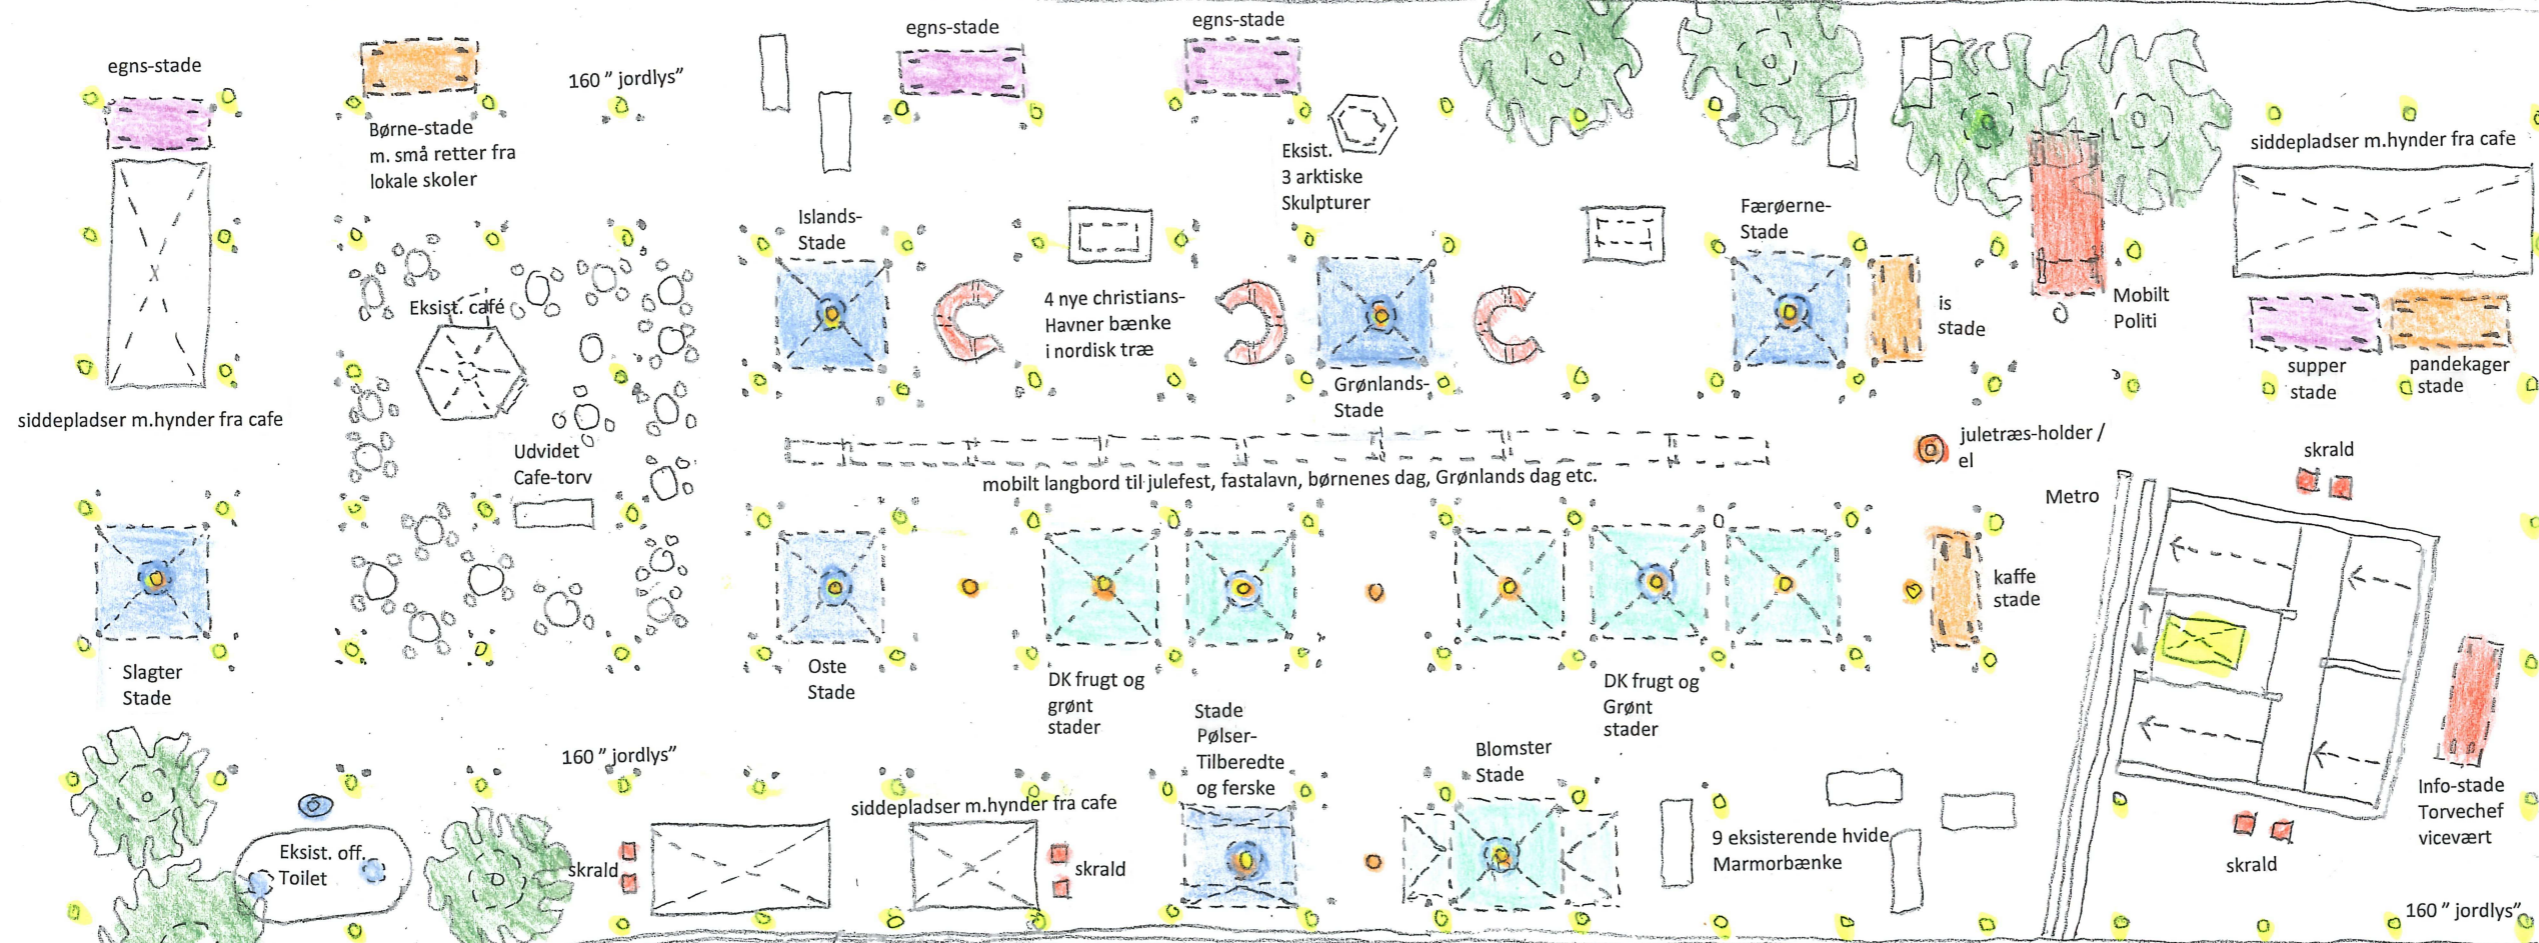 egns-stade
Børne-stade
m. små retter fra
lokale skoler
160 ” jordlys”
egns-stade
egns-stade
Eksist.
3 arktiske
Skulpturer
siddepladser m.hynder fra cafe
Islands-
Stade
Færøerne-
Stade
Eksist. café
4 nye christians-
Havner bænke
i nordisk træ
Grønlands-
Stade
is
stade
Mobilt
Politi
supper
stade
pandekager
stade
siddepladser m.hynder fra cafe
Udvidet
Cafe-torv
mobilt langbord til julefest, fastalavn, børnenes dag, Grønlands dag etc.
juletræs-holder /
el
skrald
Metro
kaffe
stade
Slagter
Stade
Oste
Stade
DK frugt og
grønt
stader
Stade
Pølser-
Tilberedte
og ferske
DK frugt og
Grønt
stader
Blomster
Stade
160 ” jordlys”
siddepladser m.hynder fra cafe
Eksist. off.
Toilet
skrald
skrald
9 eksisterende hvide
Marmorbænke
Info-stade
Torvechef
vicevært
skrald
160 ” jordlys”